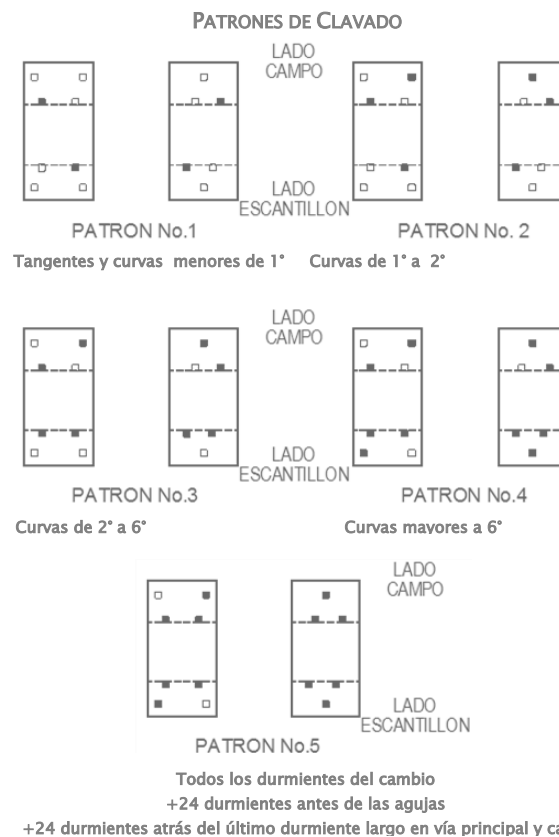 PATRONES DE CLAVADO
LADO
CAMPO
LADO
ESCANTILLON
PATRON No.1
PATRON No. 2
Tangentes y curvas menores de 1°
Curvas de 1° a 2°
LADO
CAMPO
LADO
ESCANTILLON
PATRON No.3
PATRON No.4
Curvas de 2° a 6°
Curvas mayores a 6°
LADO
CAMPO
LADO
ESCANTILLON
PATRON No.5
Todos los durmientes del cambio
+24 durmientes antes de las agujas
+24 durmientes atrás del último durmiente largo en vía principal y